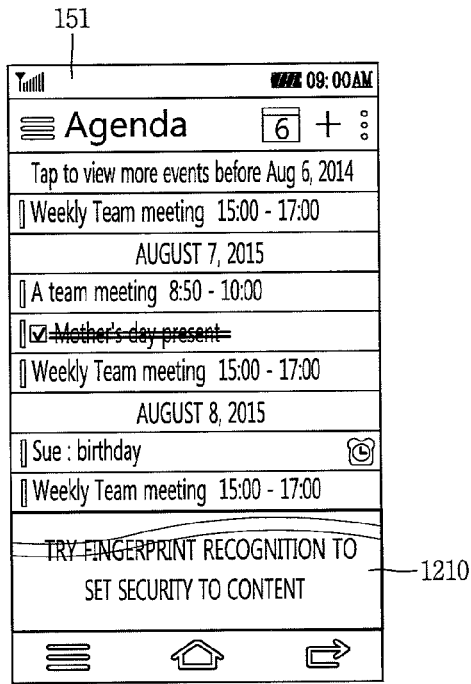 151
09:00AM
Agenda
6
Tap to view more events before Aug 6, 2014
Weekly Team meeting 15:00 - 17:00
AUGUST 7, 2015
A team meeting 8:50 - 10:00
Mother's day present
Weekly Team meeting 15:00 - 17:00
AUGUST 8, 2015
Sue : birthday
Weekly Team meeting 15:00 - 17:00
TRY FINGERPRINT RECOGNITION TO
SET SECURITY TO CONTENT
1210